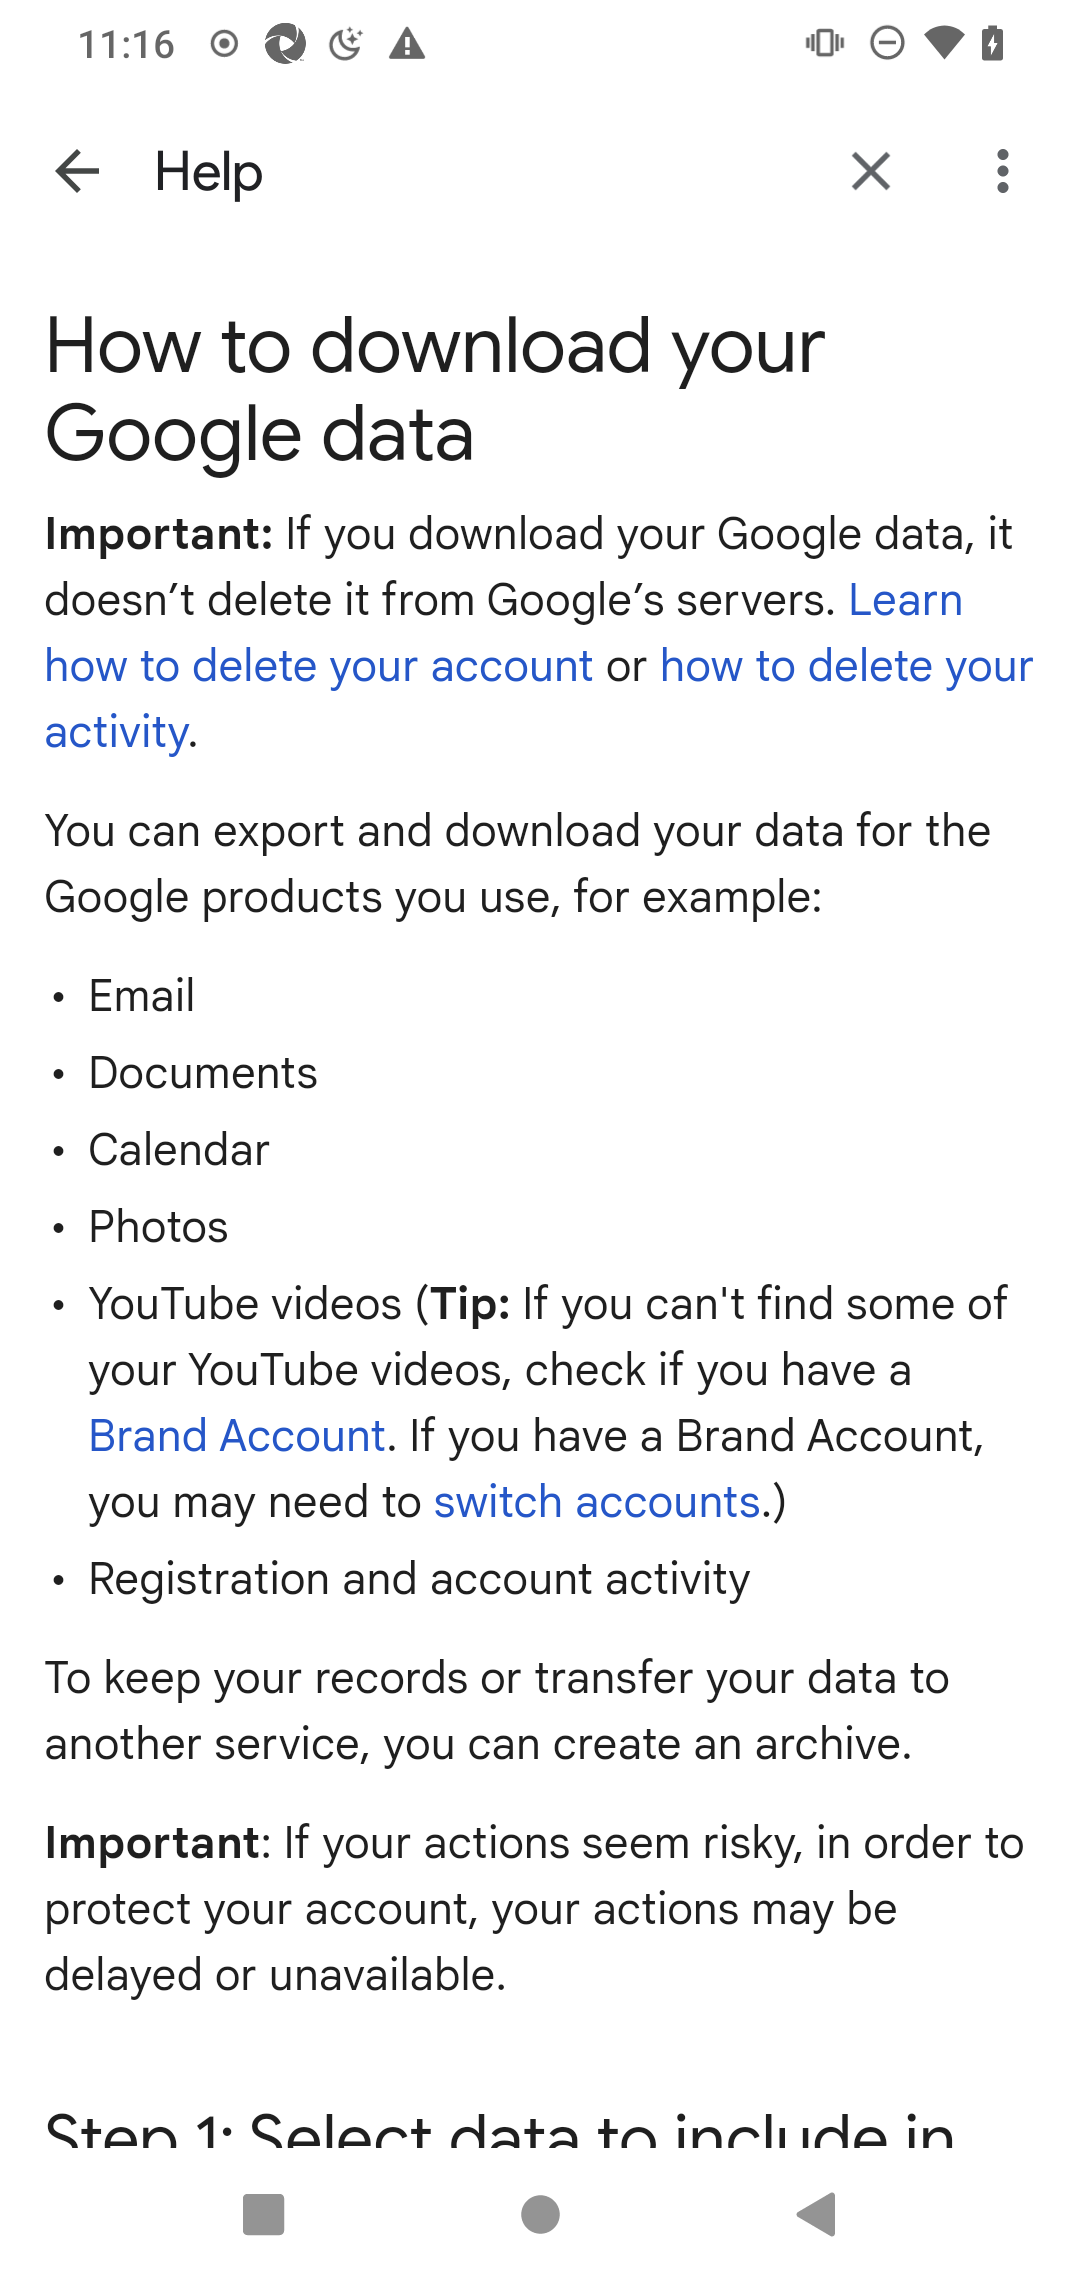 11:16
Help
How to download your
Google data
Important: If you download your Google data, it
doesn’t delete it from Google’s servers. Learn
how to delete your account or how to delete your
activity.
You can export and download your data for the
Google products you use, for example:
• Email
• Documents
• Calendar
• Photos
• YouTube videos (Tip: If you can't find some of
your YouTube videos, check if you have a
Brand Account. If you have a Brand Account,
you may need to switch accounts.)
• Registration and account activity
To keep your records or transfer your data to
another service, you can create an archive.
Important: If your actions seem risky, in order to
protect your account, your actions may be
delayed or unavailable.
Step 1: Select data to include in